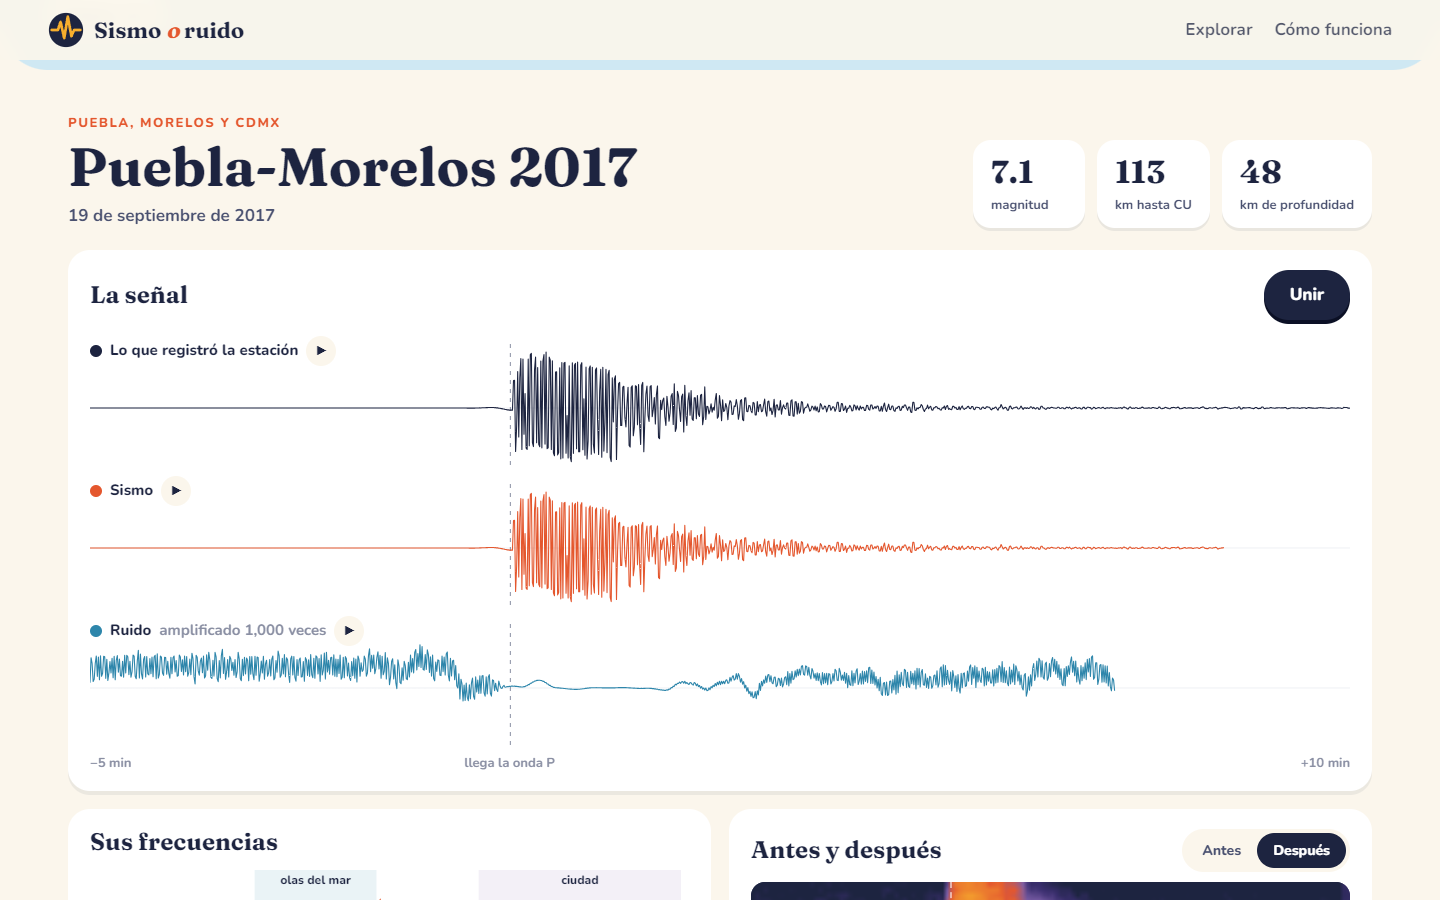 Sismo o ruido
Explorar Cómo funciona
PUEBLA, MORELOS Y CDMX
Puebla-Morelos 2017
19 de septiembre de 2017
7.1
magnitud
113
km hasta CU
48
km de profundidad
La señal
Unir
Lo que registró la estación
Sismo
Ruido amplificado 1,000 veces
−5 min
llega la onda P
+10 min
Sus frecuencias
olas del mar
ciudad
Antes y después
Antes
Después